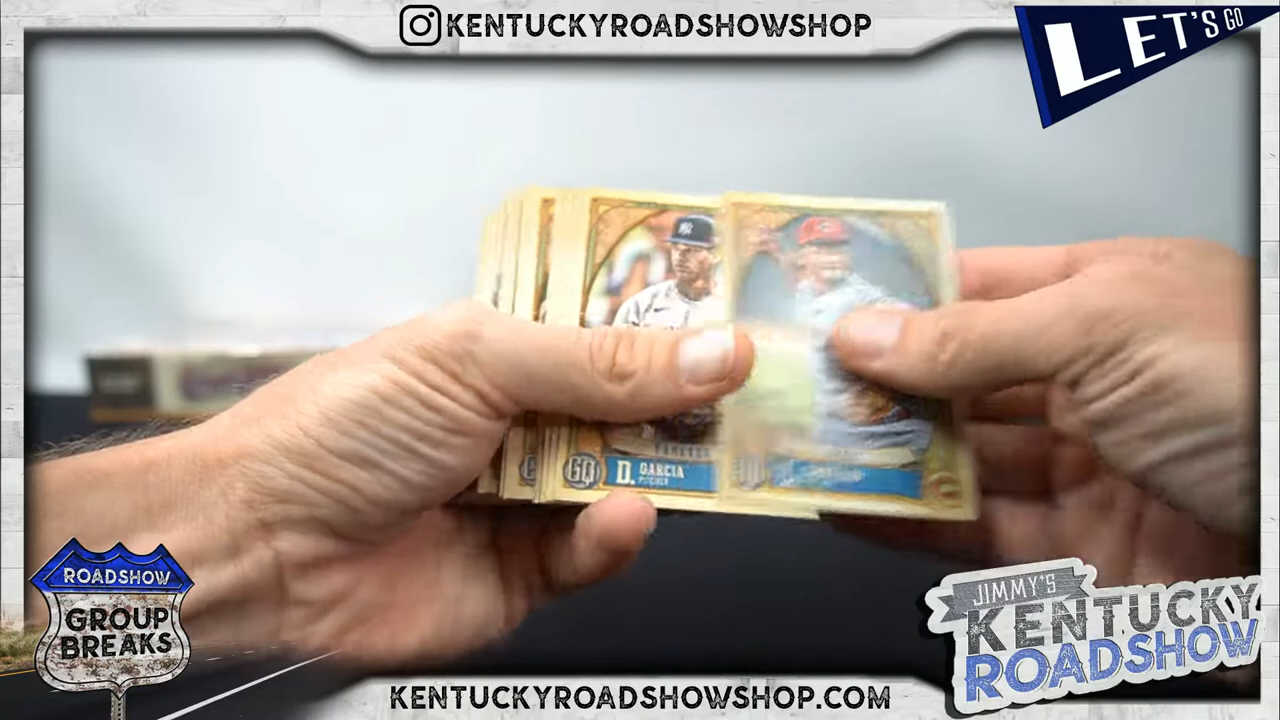 KENTUCKYROADSHOWSHOP
LET'S GO
GQ
D. GARCIA
PITCHER
ROADSHOW
GROUP
BREAKS
JIMMY'S
KENTUCKY
ROADSHOW
KENTUCKYROADSHOWSHOP.COM